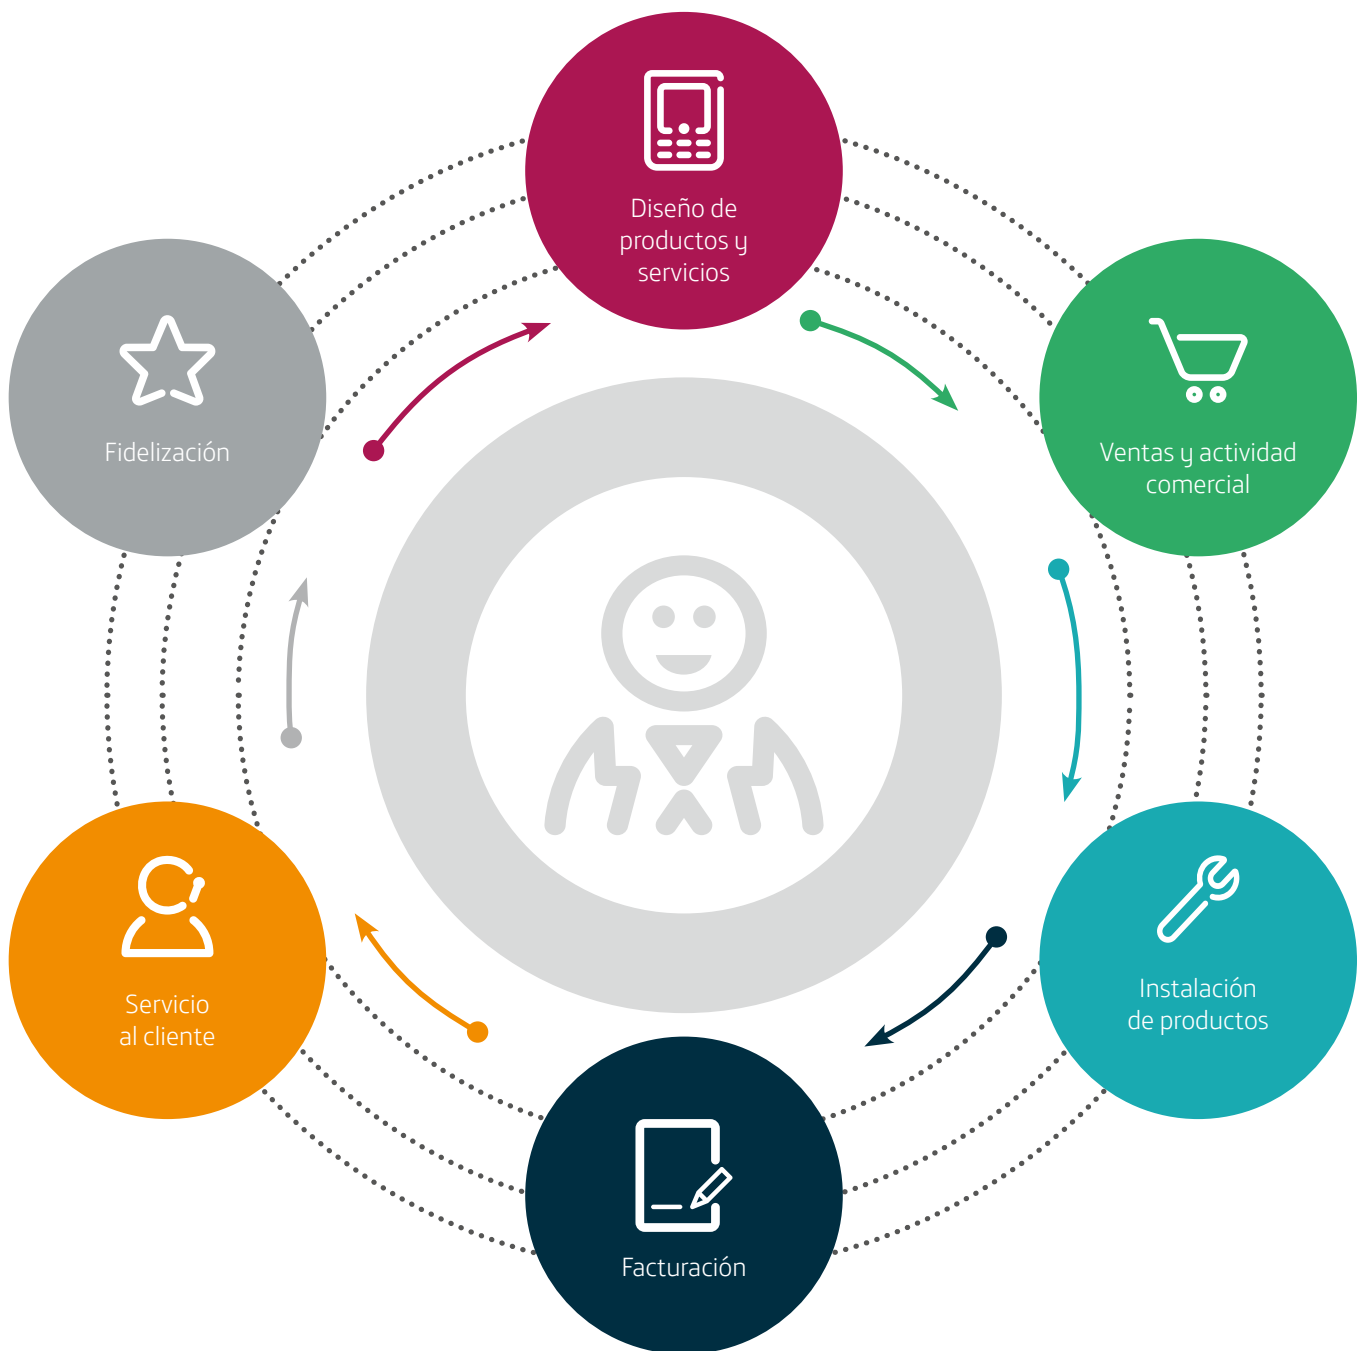 Diseño de
productos y
servicios
Ventas y actividad
comercial
Instalación
de productos
Facturación
Servicio
al cliente
Fidelización